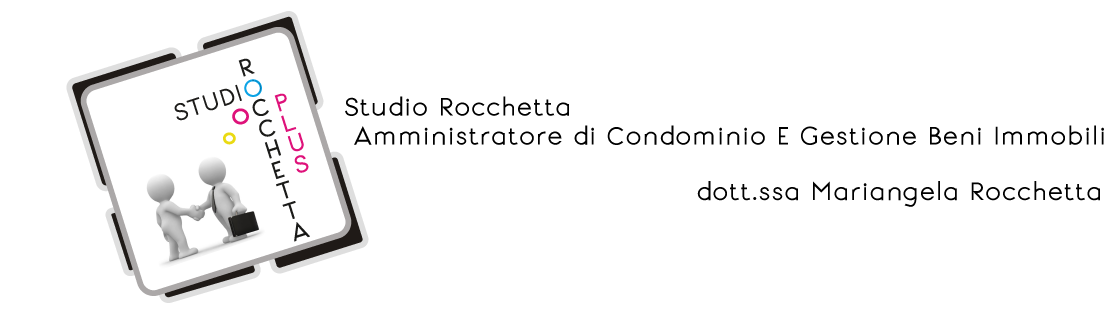 STUDIO
ROCCHETTA
PLUS
Studio Rocchetta
Amministratore di Condominio E Gestione Beni Immobili
dott.ssa Mariangela Rocchetta